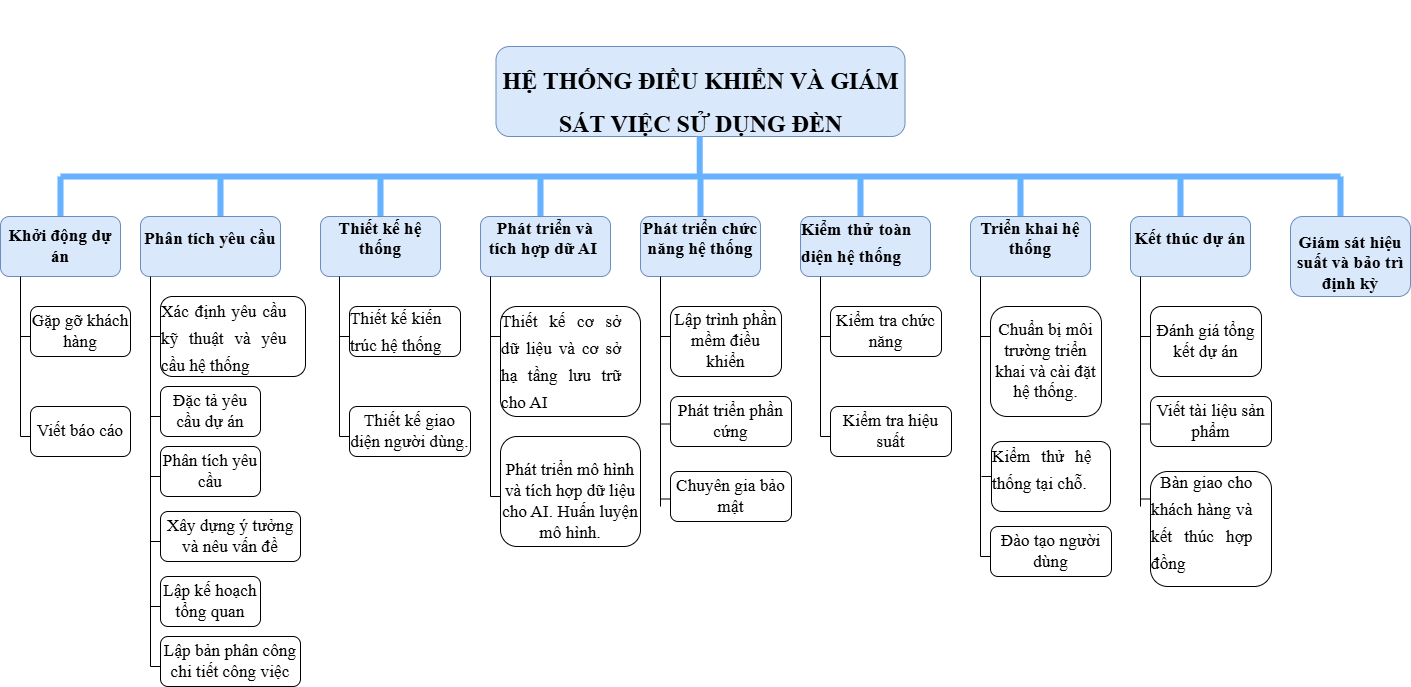 HỆ THỐNG ĐIỀU KHIỂN VÀ GIÁM
SÁT VIỆC SỬ DỤNG ĐÈN
Khởi động dự
án
Gặp gỡ khách
hàng
Viết báo cáo
Phân tích yêu cầu
Xác định yêu cầu
kỹ thuật và yêu
cầu hệ thống
Đặc tả yêu
cầu dự án
Phân tích yêu
cầu
Xây dựng ý tưởng
và nêu vấn đề
Lập kế hoạch
tổng quan
Lập bản phân công
chi tiết công việc
Thiết kế hệ
thống
Thiết kế kiến
trúc hệ thống
Thiết kế giao
diện người dùng.
Phát triển và
tích hợp dữ AI
Thiết kế cơ sở
dữ liệu và cơ sở
hạ tầng lưu trữ
cho AI
Phát triển mô hình
và tích hợp dữ liệu
cho AI. Huấn luyện
mô hình.
Phát triển chức
năng hệ thống
Lập trình phần
mềm điều
khiển
Phát triển phần
cứng
Chuyên gia bảo
mật
Kiểm thử toàn
diện hệ thống
Kiểm tra chức
năng
Kiểm tra hiệu
suất
Triển khai hệ
thống
Chuẩn bị môi
trường triển
khai và cài đặt
hệ thống.
Kiểm thử hệ
thống tại chỗ.
Đào tạo người
dùng
Kết thúc dự án
Đánh giá tổng
kết dự án
Viết tài liệu sản
phẩm
Bàn giao cho
khách hàng và
kết thúc hợp
đồng
Giám sát hiệu
suất và bảo trì
định kỳ